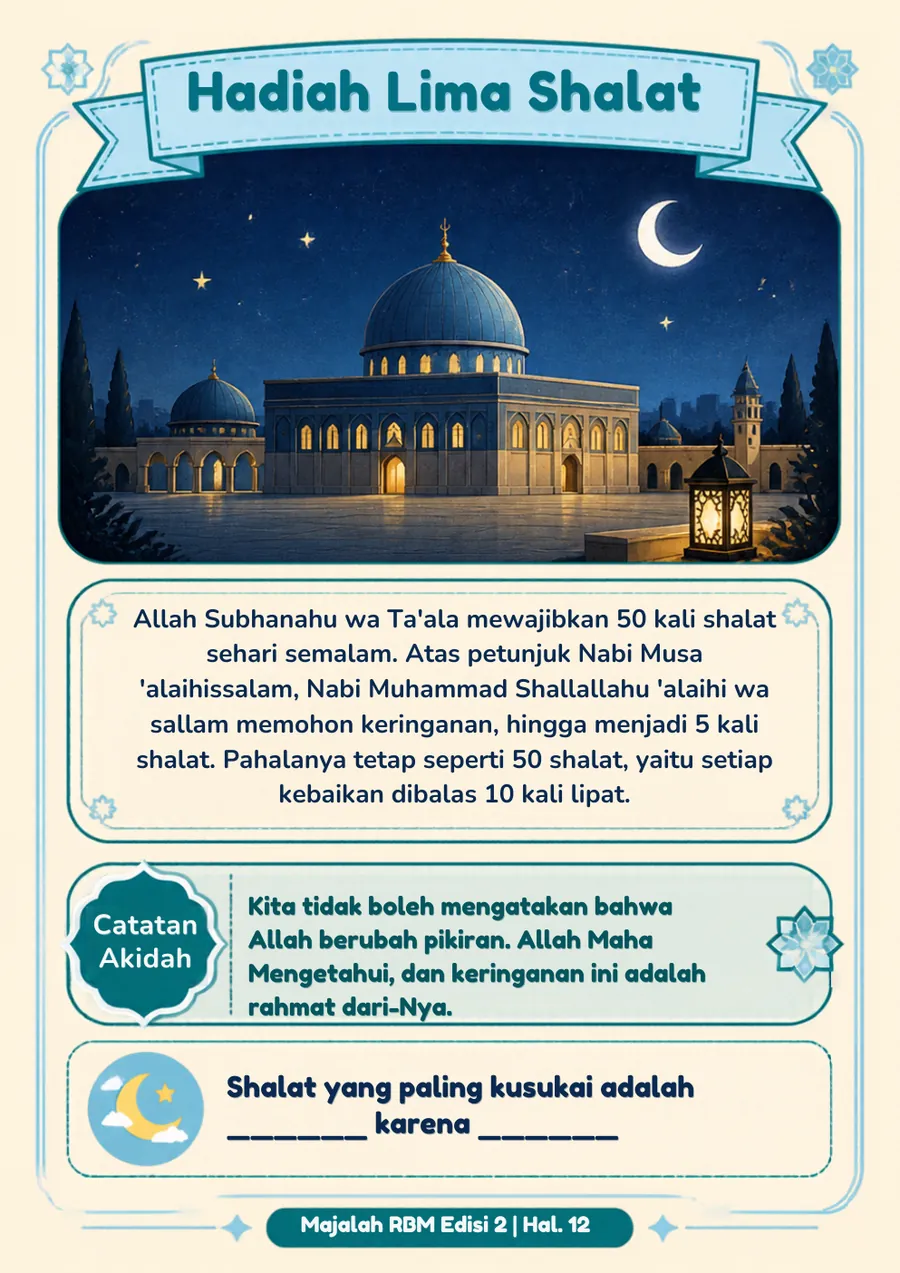 Hadiah Lima Shalat
Allah Subhanahu wa Ta'ala mewajibkan 50 kali shalat
sehari semalam. Atas petunjuk Nabi Musa
'alaihissalam, Nabi Muhammad Shallallahu 'alaihi wa
sallam memohon keringanan, hingga menjadi 5 kali
shalat. Pahalanya tetap seperti 50 shalat, yaitu setiap
kebaikan dibalas 10 kali lipat.
Catatan
Akidah
Kita tidak boleh mengatakan bahwa
Allah berubah pikiran. Allah Maha
Mengetahui, dan keringanan ini adalah
rahmat dari-Nya.
Shalat yang paling kusukai adalah
______ karena ______
Majalah RBM Edisi 2 | Hal. 12